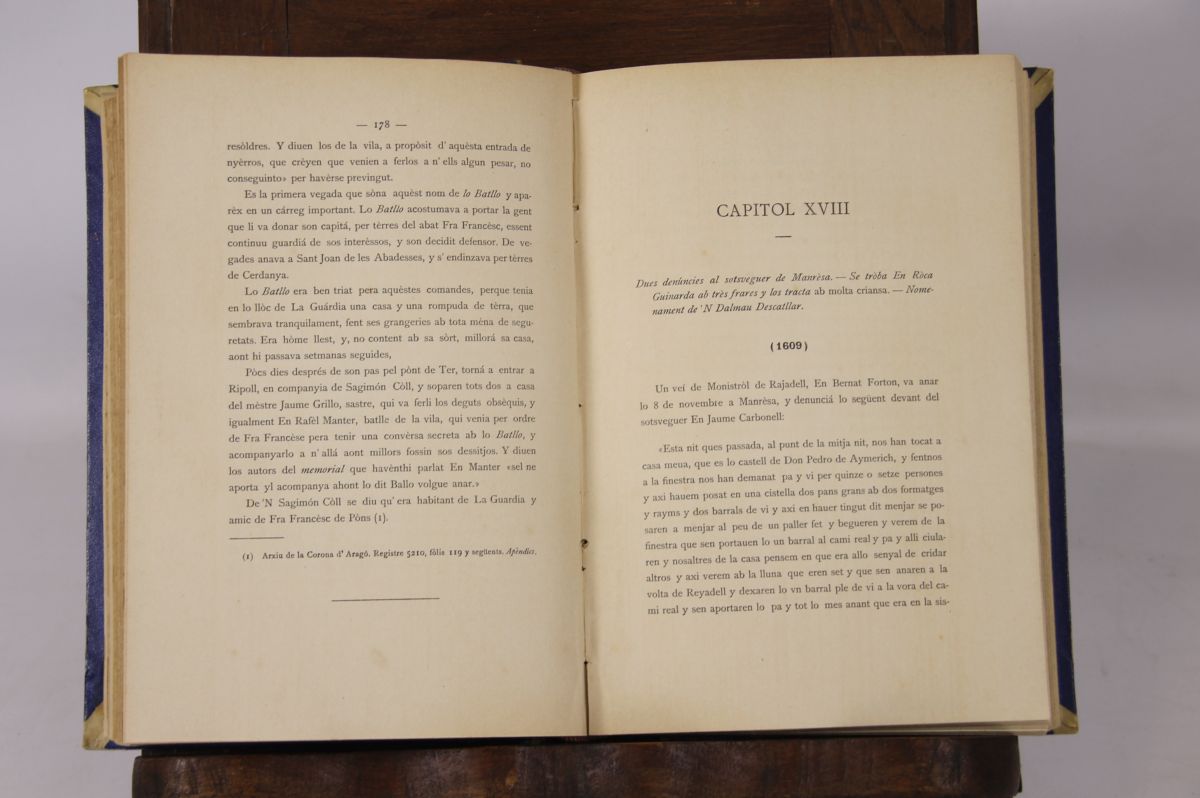 — 178 —
resòldres. Y diuen los de la vila, a propòsit d' aquèsta entrada de
nyèrros, que crèyen que venien a ferlos a n' ells algun pesar, no
conseguinto» per havèrse previngut.
Es la primera vegada que sòna aquèst nom de lo Batllo y apa-
rèx en un cárreg important. Lo Batllo acostumava a portar la gent
que li va donar son capitá, per tèrres del abat Fra Francèsc, essent
continuu guardiá de sos interèssos, y son decidit defensor. De ve-
gades anava a Sant Joan de les Abadesses, y s' endinzava per tèrres
de Cerdanya.
Lo Batllo era ben triat pera aquèstes comandes, perque tenia
en lo llòc de La Guárdia una casa y una rompuda de tèrra, que
sembrava tranquilament, fent ses grangeries ab tota mèna de segu-
retats. Era hòme llest, y, no content ab sa sòrt, millorá sa casa,
aont hi passava setmanas seguides,
Pòcs dies després de son pas pel pònt de Ter, torná a entrar a
Ripoll, en companyia de Sagimón Còll, y soparen tots dos a casa
del mèstre Jaume Grillo, sastre, qui va ferli los deguts obsèquis, y
igualment En Rafèl Manter, batlle de la vila, qui venia per ordre
de Fra Francèsc pera tenir una convèrsa secreta ab lo Batllo, y
acompanyarlo a n' allá aont millors fossin sos dessitjos. Y diuen
los autors del memorial que havènthi parlat En Manter «sel ne
aporta yl acompanya ahont lo dit Ballo volgue anar.»
De 'N Sagimón Còll se diu qu' era habitant de La Guardia y
amic de Fra Francèsc de Pòns (1).
(1) Arxiu de la Corona d' Aragó. Registre 5210, fòlis 119 y següents. Apèndics.
CAPITOL XVIII
Dues denúncies al sotsveguer de Manrèsa. — Se tròba En Ròca
Guinarda ab très frares y los tracta ab molta criansa. — Nome-
nament de 'N Dalmau Descatllar.
(1609)
Un veí de Monistròl de Rajadell, En Bernat Forton, va anar
lo 8 de novembre a Manrèsa, y denunciá lo següent devant del
sotsveguer En Jaume Carbonell:
«Esta nit ques passada, al punt de la mitja nit, nos han tocat a
casa meua, que es lo castell de Don Pedro de Aymerich, y fentnos
a la finestra nos han demanat pa y vi per quinze o setze persones
y axi hauem posat en una cistella dos pans grans ab dos formatges
y rayms y dos barrals de vi y axi en hauer tingut dit menjar se po-
saren a menjar al peu de un paller fet y begueren y verem de la
finestra que sen portauen lo un barral al cami real y pa y alli ciula-
ren y nosaltres de la casa pensem en que era allo senyal de cridar
altros y axi verem ab la lluna que eren set y que sen anaren a la
volta de Reyadell y dexaren lo vn barral ple de vi a la vora del ca-
mi real y sen aportaren lo pa y tot lo mes anant que era en la sis-